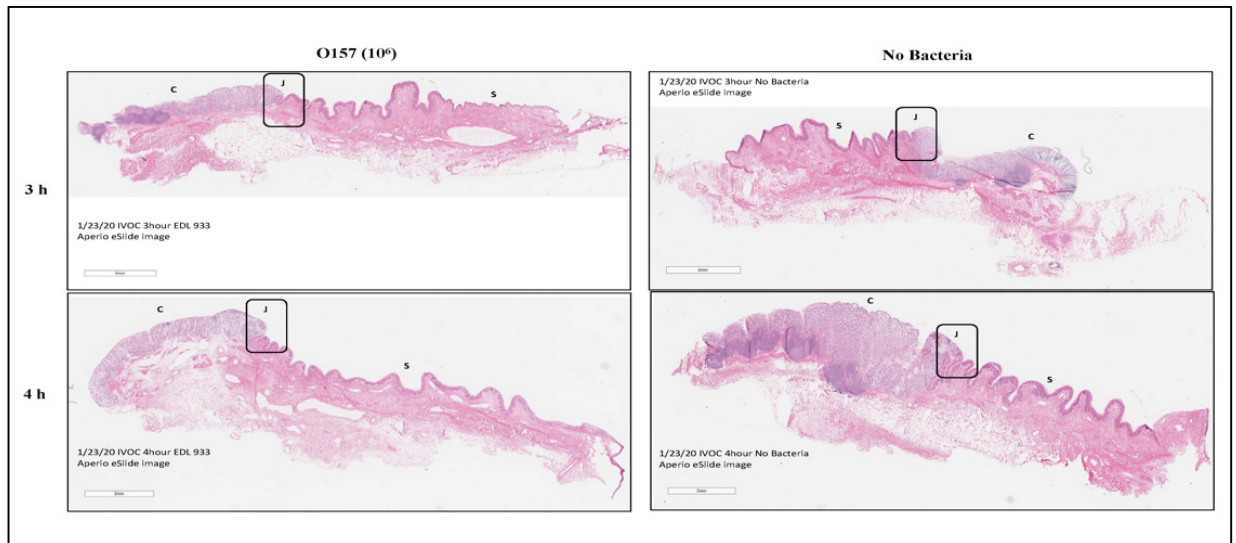 O157 (10⁶)
No Bacteria
3 h
C
J
S
1/23/20 IVOC 3hour EDL 933
Aperio eSlide image
1/23/20 IVOC 3hour No Bacteria
Aperio eSlide image
S
J
C
4 h
C
J
S
1/23/20 IVOC 4hour EDL 933
Aperio eSlide image
C
J
S
1/23/20 IVOC 4hour No Bacteria
Aperio eSlide image